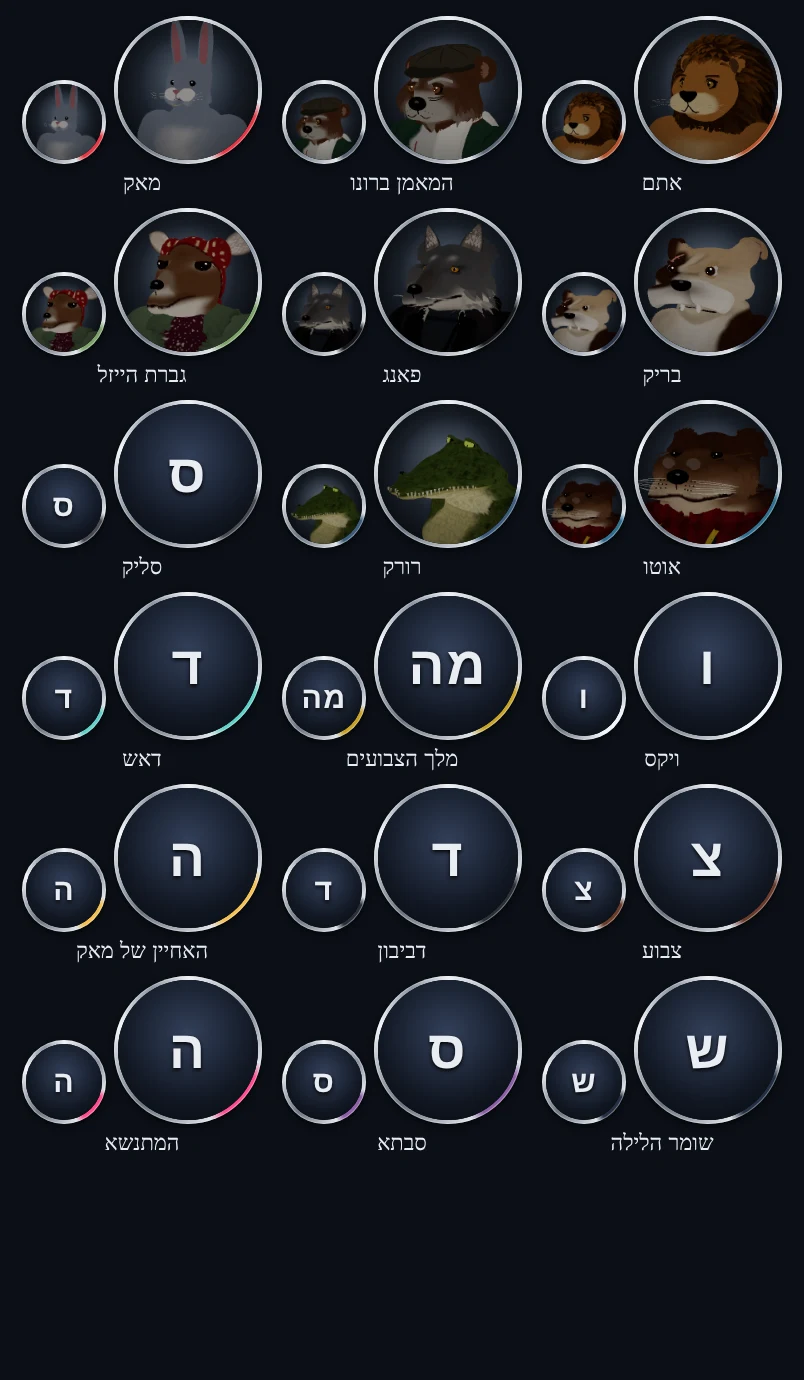 אתם
המאמן ברונו
מאק
בריק
פאנג
גברת הייזל
ס
ס
אוטו
רורק
סליק
ו
ו
מה
מה
ד
ד
ויקס
מלך הצבועים
דאש
צ
צ
ד
ד
ה
ה
צבוע
דביבון
האחיין של מאק
ש
ש
ס
ס
ה
ה
שומר הלילה
סבתא
המתנשא